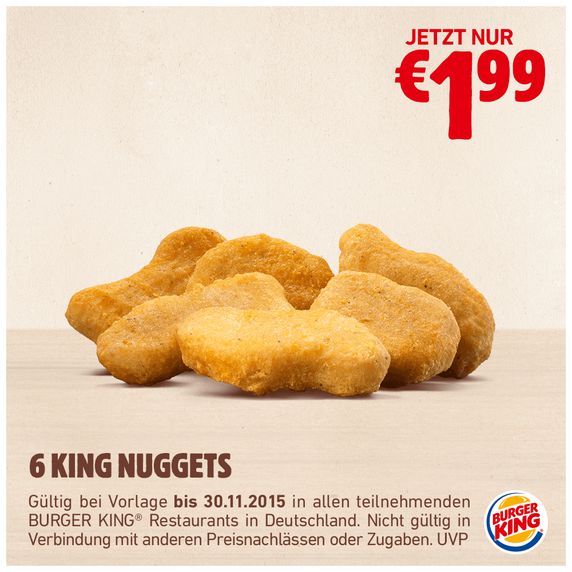 JETZT NUR
€1 99
6 KING NUGGETS
Gültig bei Vorlage bis 30.11.2015 in allen teilnehmenden
BURGER KING® Restaurants in Deutschland. Nicht gültig in
Verbindung mit anderen Preisnachlässen oder Zugaben. UVP
BURGER
KING